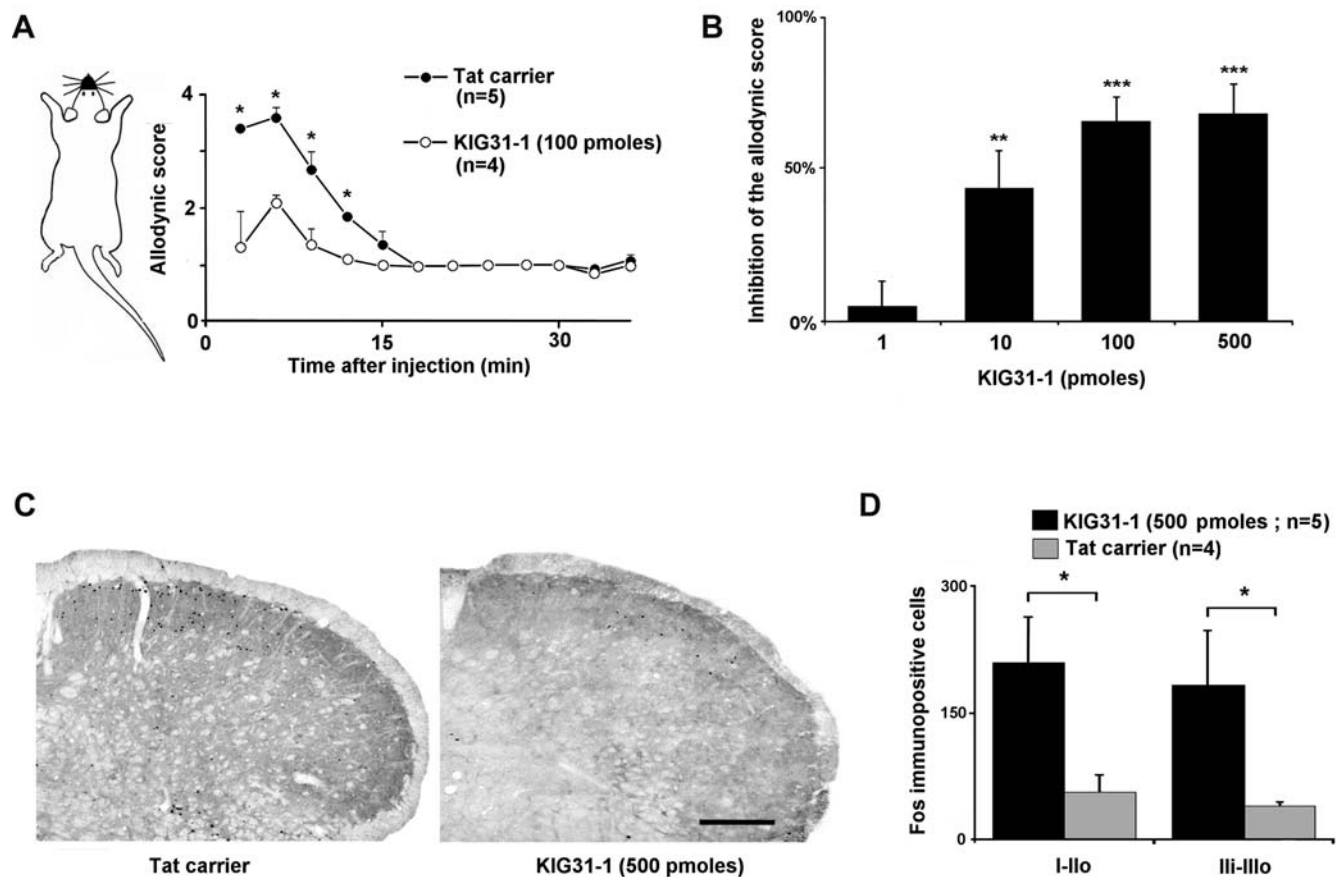 A
Allodynic score
4
2
0
0
15
30
Time after injection (min)
Tat carrier
(n=5)
KIG31-1 (100 pmoles)
(n=4)
*
*
*
*
B
Inhibition of the allodynic score
100%
50%
0%
**
***
***
1
10
100
500
KIG31-1 (pmoles)
C
Tat carrier
KIG31-1 (500 pmoles)
D
KIG31-1 (500 pmoles ; n=5)
Tat carrier (n=4)
Fos immunopositive cells
300
150
0
*
*
I-IIo
IIi-IIIo